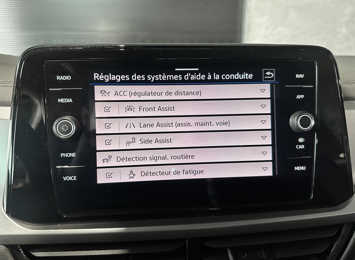 Réglages des systèmes d'aide à la conduite
RADIO
MEDIA
PHONE
VOICE
ACC (régulateur de distance)
Front Assist
Lane Assist (assis. maint. voie)
Side Assist
Détection signal. routière
Détecteur de fatigue
NAV
APP
CAR
MENU